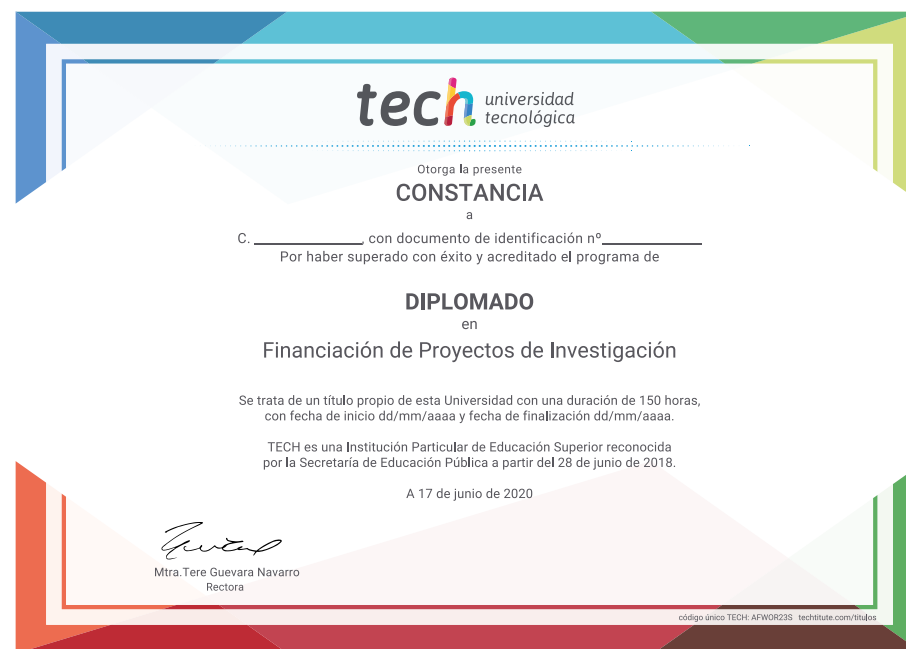 tech universidad
tecnológica
Otorga la presente
CONSTANCIA
a
C. ______________, con documento de identificación nº_____________
Por haber superado con éxito y acreditado el programa de
DIPLOMADO
en
Financiación de Proyectos de Investigación
Se trata de un título propio de esta Universidad con una duración de 150 horas,
con fecha de inicio dd/mm/aaaa y fecha de finalización dd/mm/aaaa.
TECH es una Institución Particular de Educación Superior reconocida
por la Secretaría de Educación Pública a partir del 28 de junio de 2018.
A 17 de junio de 2020
Mtra.Tere Guevara Navarro
Rectora
código único TECH: AFWOR23S techtitute.com/titulos